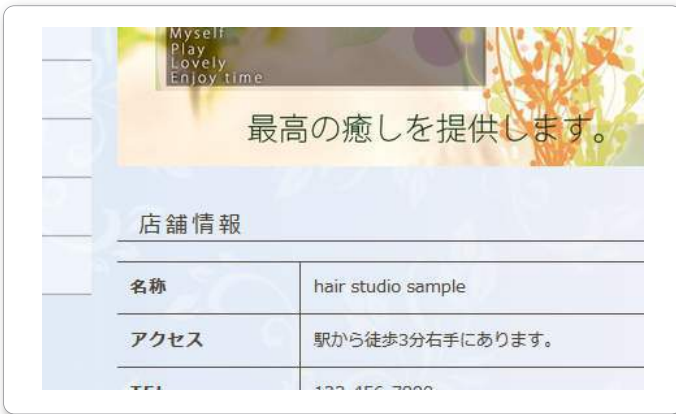 Myself
Play
Lovely
Enjoy time
最高の癒しを提供します。
店舗情報
名称 hair studio sample
アクセス 駅から徒歩3分右手にあります。